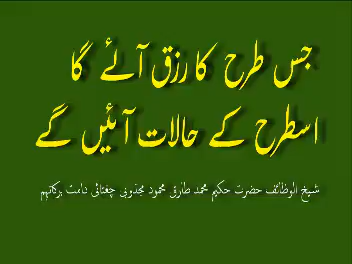 جس طرح کا رزق آئے گا
اسطرح کے حالات آئیں گے
شیخ الوظائف حضرت حکیم محمد طارق محمود مجذوبی چغتائی دامت برکاتہم